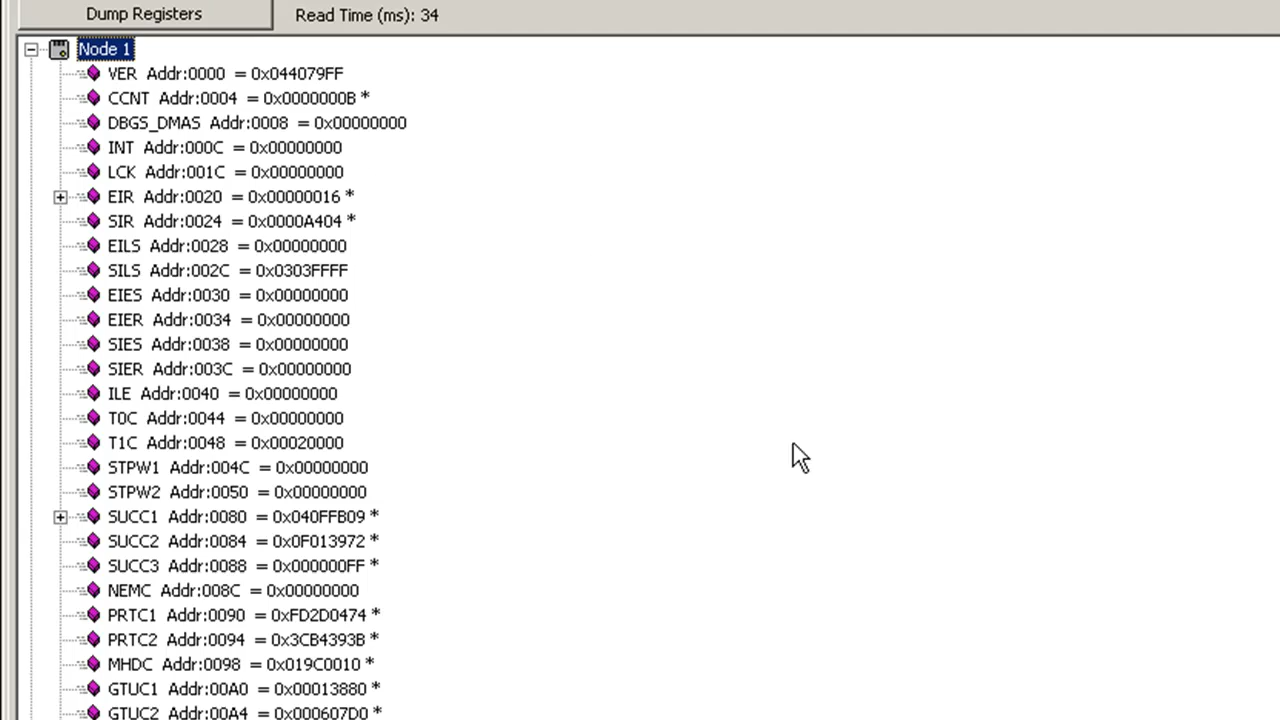 Dump Registers Read Time (ms): 34
Node 1
VER Addr:0000 = 0x044079FF
CCNT Addr:0004 = 0x0000000B *
DBGS_DMAS Addr:0008 = 0x00000000
INT Addr:000C = 0x00000000
LCK Addr:001C = 0x00000000
EIR Addr:0020 = 0x00000016 *
SIR Addr:0024 = 0x0000A404 *
EILS Addr:0028 = 0x00000000
SILS Addr:002C = 0x0303FFFF
EIES Addr:0030 = 0x00000000
EIER Addr:0034 = 0x00000000
SIES Addr:0038 = 0x00000000
SIER Addr:003C = 0x00000000
ILE Addr:0040 = 0x00000000
T0C Addr:0044 = 0x00000000
T1C Addr:0048 = 0x00020000
STPW1 Addr:004C = 0x00000000
STPW2 Addr:0050 = 0x00000000
SUCC1 Addr:0080 = 0x040FFB09 *
SUCC2 Addr:0084 = 0x0F013972 *
SUCC3 Addr:0088 = 0x000000FF *
NEMC Addr:008C = 0x00000000
PRTC1 Addr:0090 = 0xFD2D0474 *
PRTC2 Addr:0094 = 0x3CB4393B *
MHDC Addr:0098 = 0x019C0010 *
GTUC1 Addr:00A0 = 0x00013880 *
GTUC2 Addr:00A4 = 0x000607D0 *